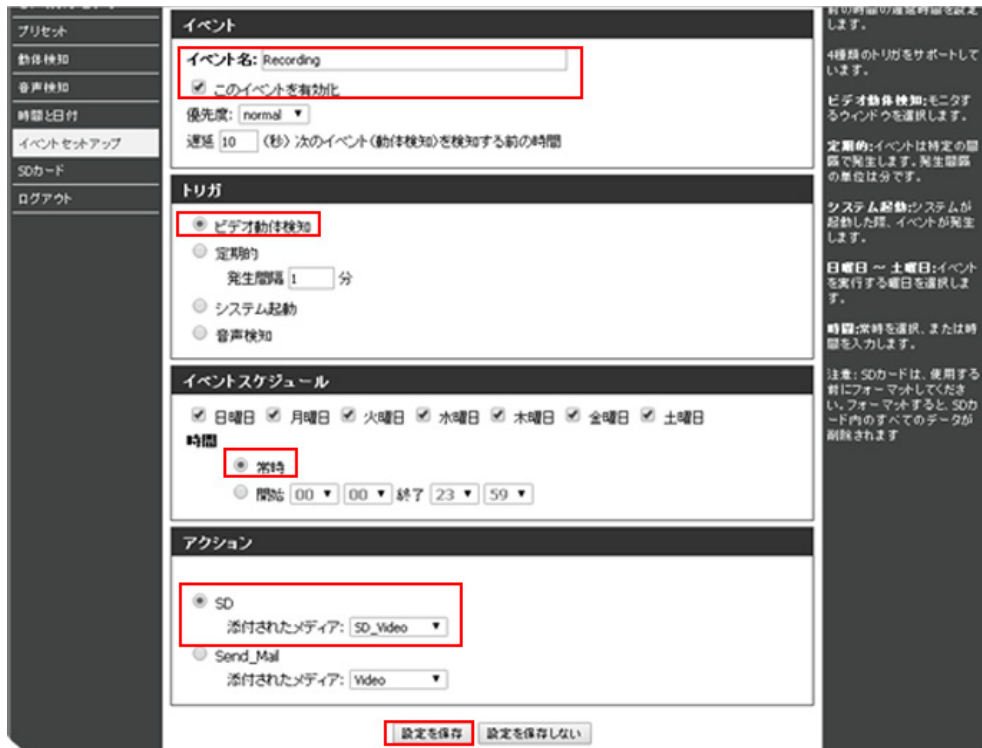 プリセット
動体検知
音声検知
時間と日付
イベントセットアップ
SDカード
ログアウト
イベント
イベント名: Recording
このイベントを有効化
優先度: normal
遅延 10 (秒) 次のイベント(動体検知)を検知する前の時間
トリガ
ビデオ動体検知
定期的
発生間隔 1 分
システム起動
音声検知
イベントスケジュール
日曜日 月曜日 火曜日 水曜日 木曜日 金曜日 土曜日
時間
常時
開始 00 00 終了 23 59
アクション
SD
添付されたメディア: SD_Video
Send_Mail
添付されたメディア: Video
設定を保存 設定を保存しない
します。
4種類のトリガをサポートして
います。
ビデオ動体検知:モニタす
るウィンドウを選択します。
定期的:イベントは特定の間
隔で発生します。発生間隔
の単位は分です。
システム起動:システムが
起動した際、イベントが発生
します。
日曜日 ~ 土曜日:イベント
を実行する曜日を選択しま
す。
時間:常時を選択、または時
間を入力します。
注意: SDカードは、使用する
前にフォーマットしてくださ
い。フォーマットすると、SDカ
ード内のすべてのデータが
削除されます